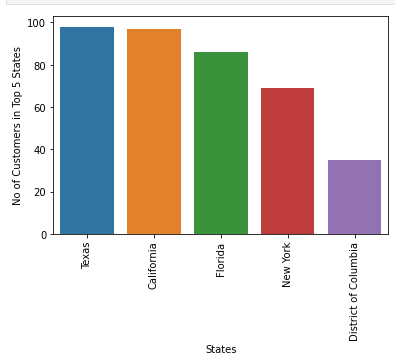 No of Customers in Top 5 States
100
80
60
40
20
0
Texas
California
Florida
New York
District of Columbia
States